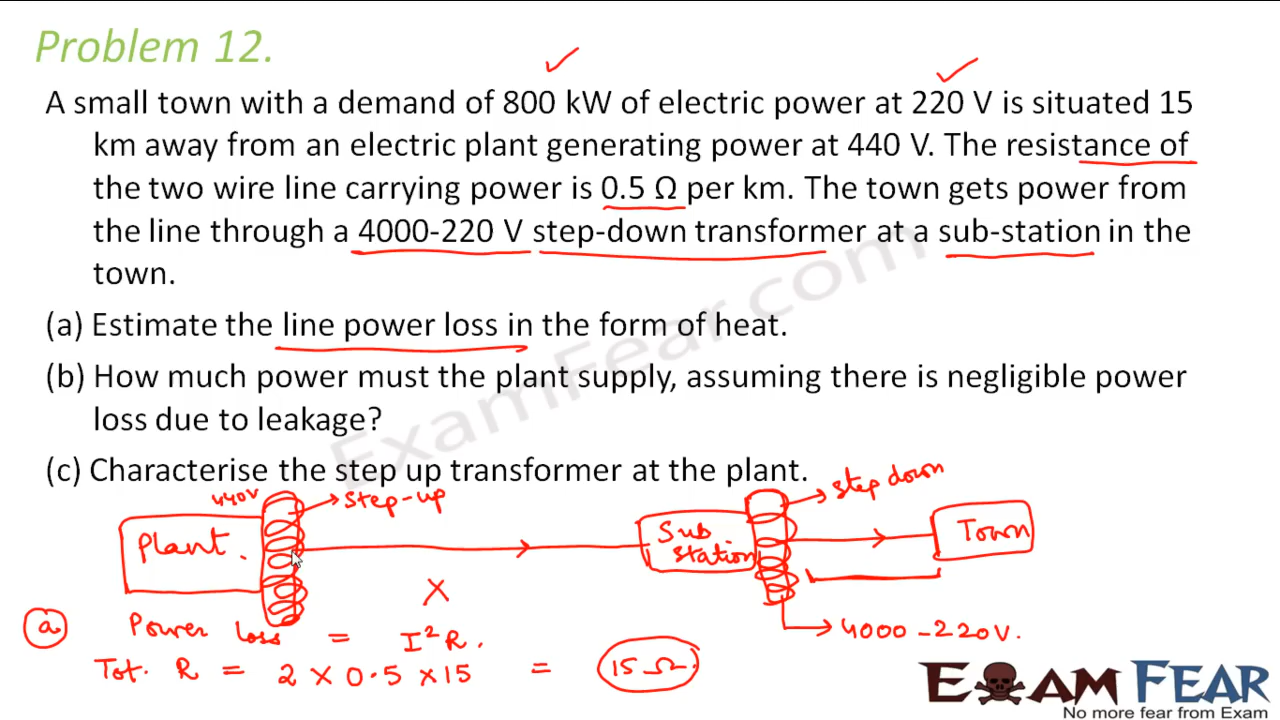 Problem 12.
A small town with a demand of 800 kW of electric power at 220 V is situated 15
km away from an electric plant generating power at 440 V. The resistance of
the two wire line carrying power is 0.5 Ω per km. The town gets power from
the line through a 4000-220 V step-down transformer at a sub-station in the
town.
(a) Estimate the line power loss in the form of heat.
(b) How much power must the plant supply, assuming there is negligible power
loss due to leakage?
(c) Characterise the step up transformer at the plant.
440V
Step-up
step down
Plant.
Sub
station
Town
4000 -220V.
(a) Power loss = I²R.
Tot. R = 2 × 0.5 × 15 = 15 Ω.
ExamFear.com
EXAM FEAR
No more fear from Exam